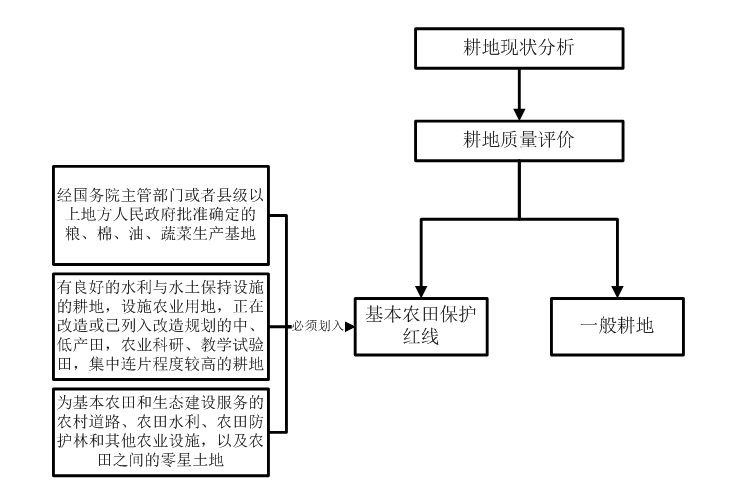 耕地现状分析
耕地质量评价
经国务院主管部门或者县级以
上地方人民政府批准确定的
粮、棉、油、蔬菜生产基地
有良好的水利与水土保持设施
的耕地，设施农业用地，正在
改造或已列入改造规划的中、
低产田，农业科研、教学试验
田，集中连片程度较高的耕地
为基本农田和生态建设服务的
农村道路、农田水利、农田防
护林和其他农业设施，以及农
田之间的零星土地
必须划入
基本农田保护
红线
一般耕地